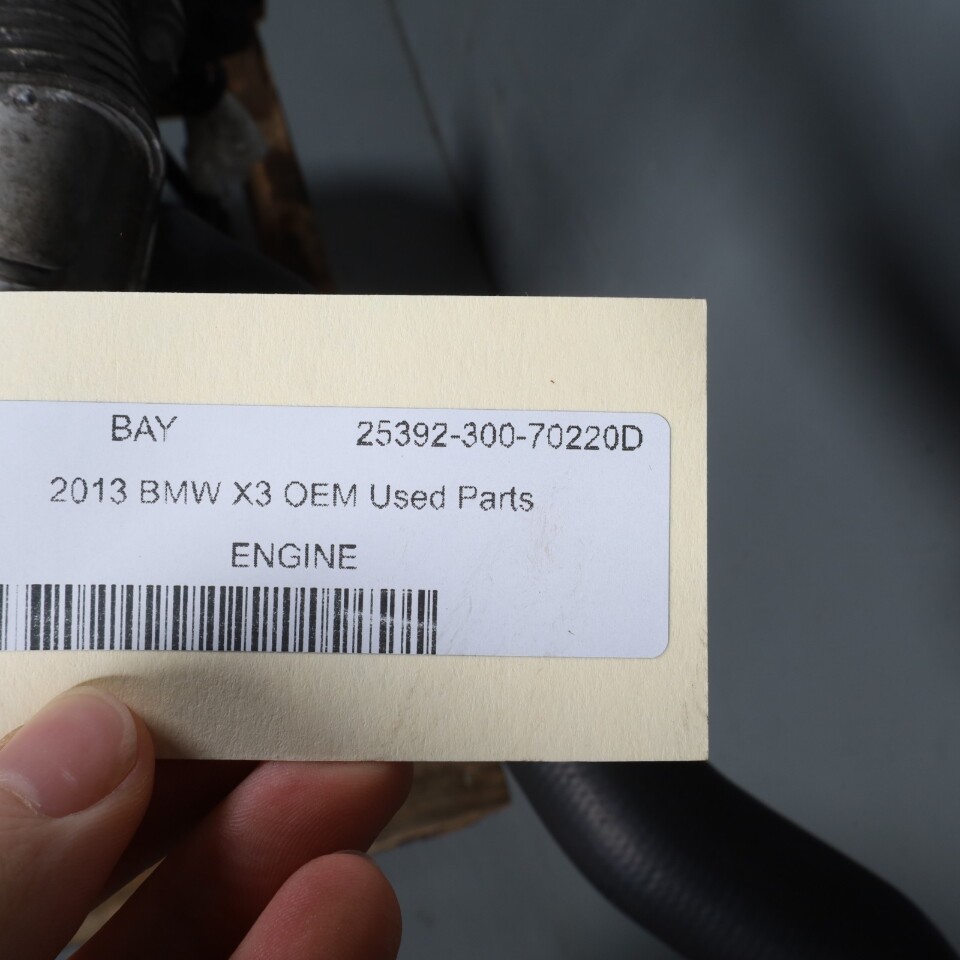 BAY 25392-300-70220D
2013 BMW X3 OEM Used Parts
ENGINE